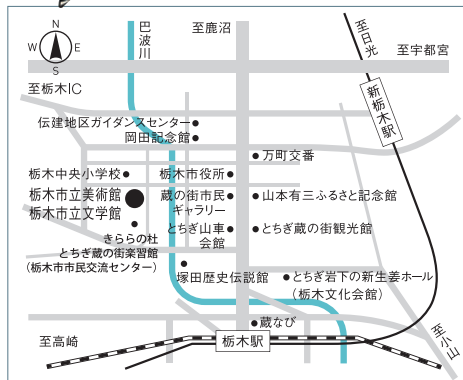 N
W E
S
巴波川
至鹿沼
至日光
至宇都宮
新栃木駅
至栃木IC
伝建地区ガイダンスセンター
岡田記念館
万町交番
栃木中央小学校
栃木市役所
栃木市立美術館
栃木市立文学館
蔵の街市民
ギャラリー
山本有三ふるさと記念館
きららの杜
とちぎ蔵の街楽習館
(栃木市市民交流センター)
とちぎ山車
会館
とちぎ蔵の街観光館
塚田歴史伝説館
とちぎ岩下の新生姜ホール
(栃木文化会館)
蔵なび
至高崎
栃木駅
至小山